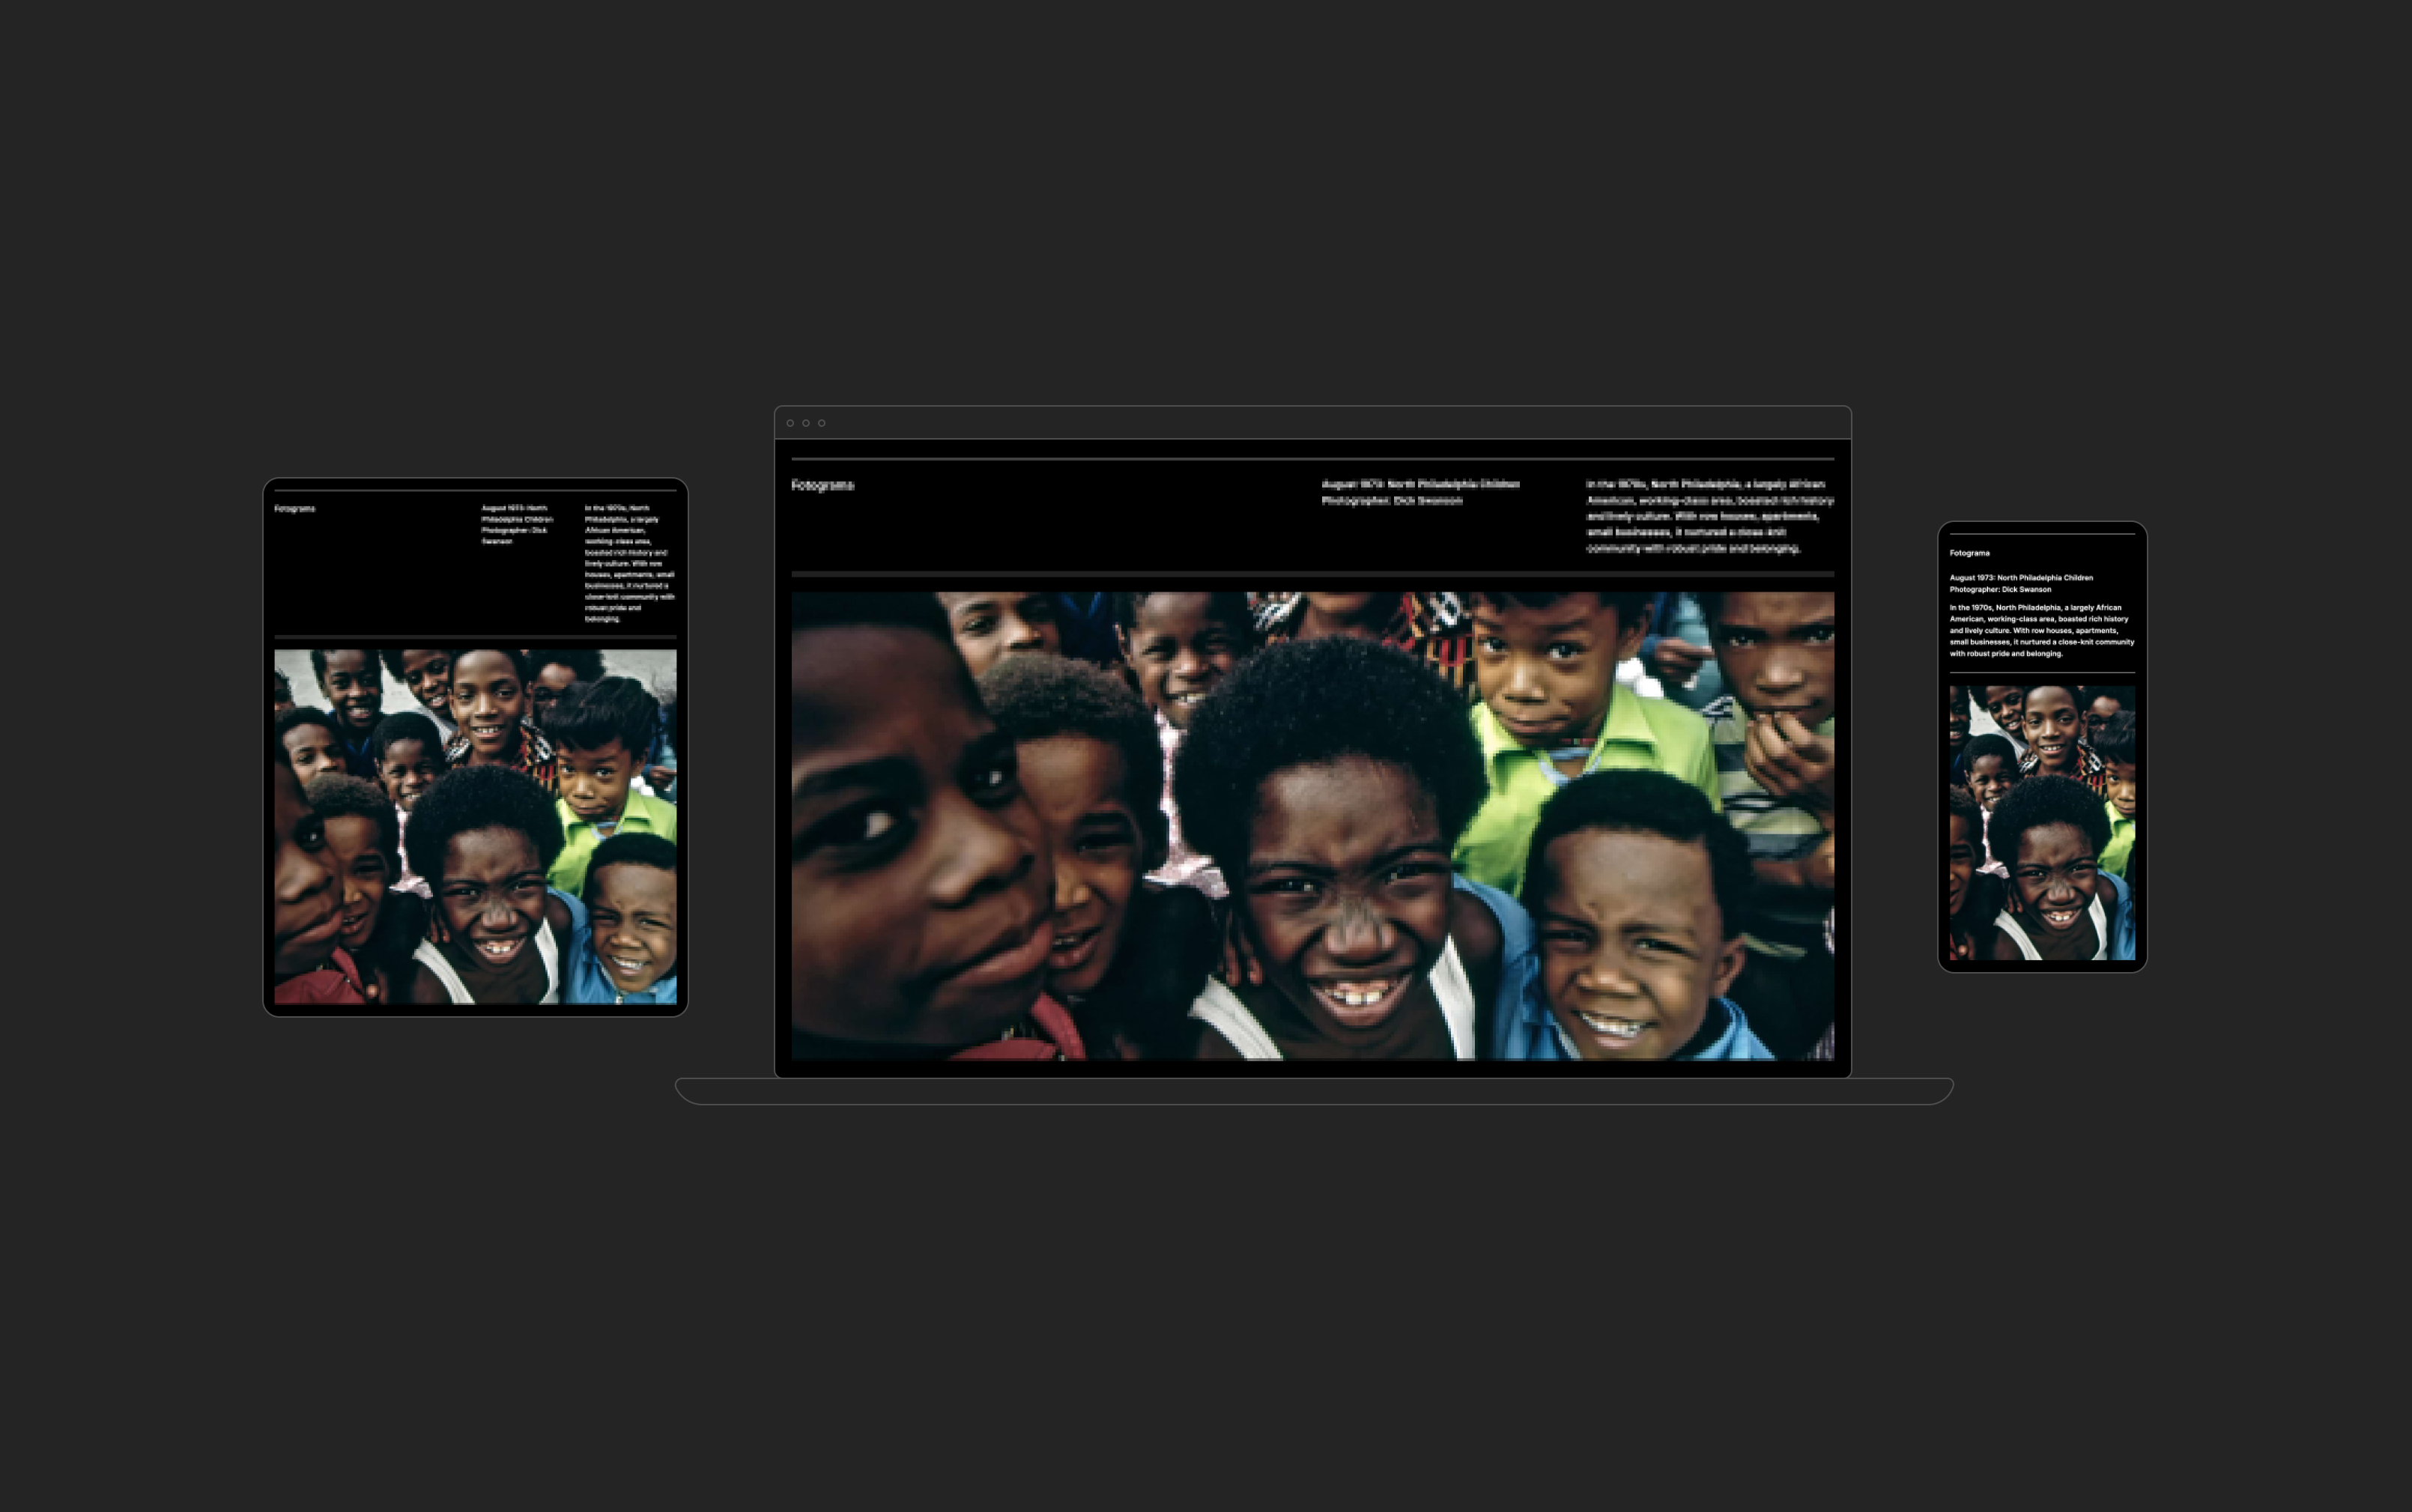 Fotograma
August 1973: North
Philadelphia Children
Photographer: Dick
Swanson
In the 1970s, North
Philadelphia, a largely
African American,
working-class area,
boasted rich history and
lively culture. With row
houses, apartments, small
businesses, it nurtured a
close-knit community with
robust pride and
belonging.
Fotograma
August 1973: North Philadelphia Children
Photographer: Dick Swanson
In the 1970s, North Philadelphia, a largely African
American, working-class area, boasted rich history
and lively culture. With row houses, apartments,
small businesses, it nurtured a close-knit
community with robust pride and belonging.
Fotograma
August 1973: North Philadelphia Children
Photographer: Dick Swanson
In the 1970s, North Philadelphia, a largely African
American, working-class area, boasted rich history
and lively culture. With row houses, apartments,
small businesses, it nurtured a close-knit community
with robust pride and belonging.